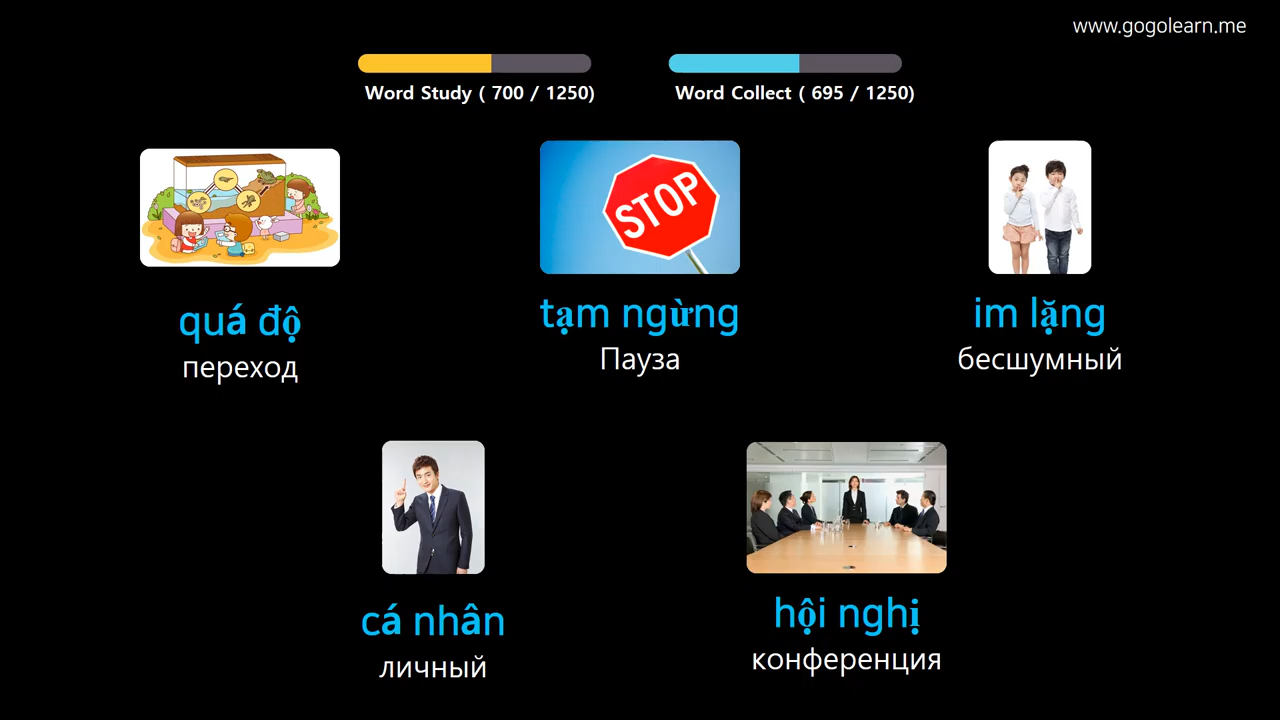 www.gogolearn.me
Word Study ( 700 / 1250)
Word Collect ( 695 / 1250)
STOP
quá độ
переход
tạm ngừng
Пауза
im lặng
бесшумный
cá nhân
личный
hội nghị
конференция